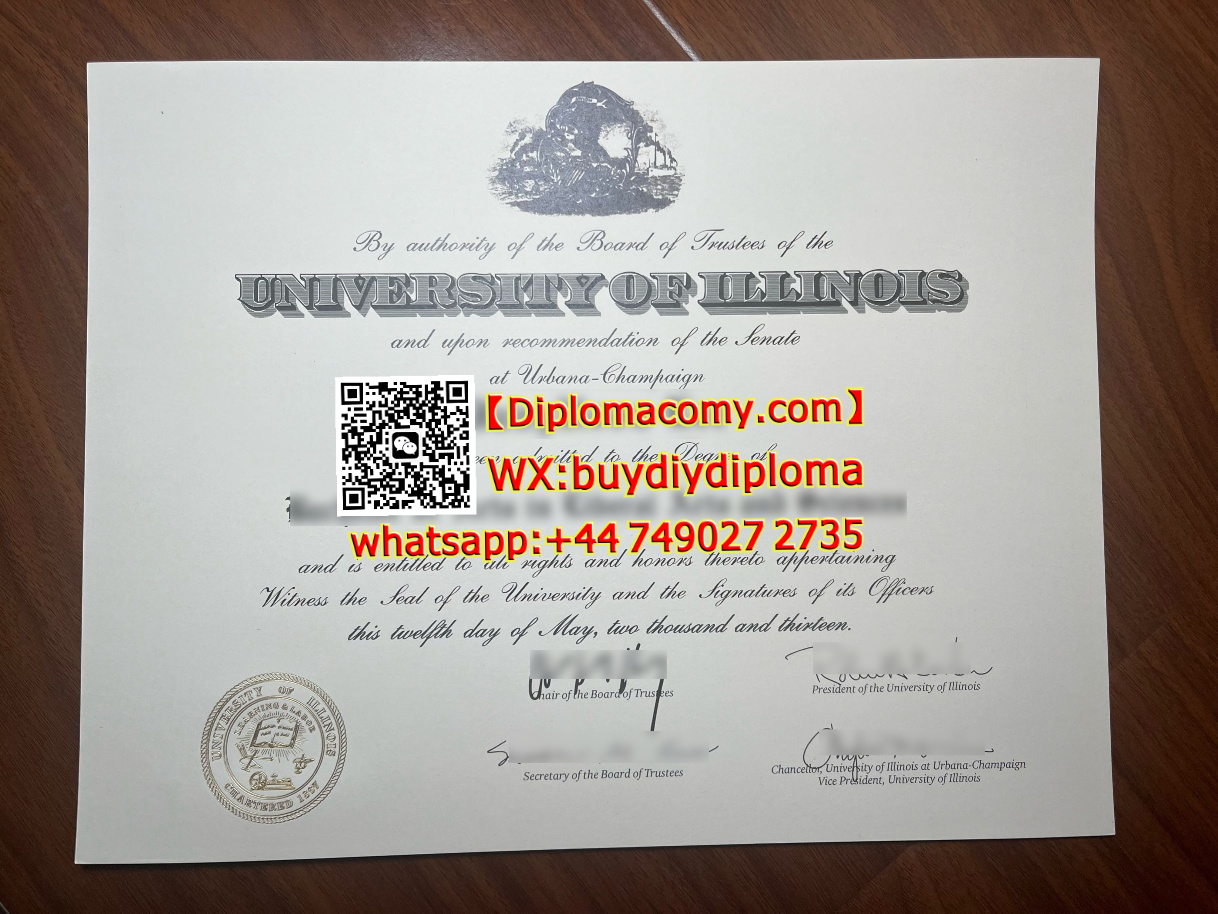 By authority of the Board of Trustees of the
UNIVERSITY OF ILLINOIS
and upon recommendation of the Senate
at Urbana-Champaign
【Diplomacomy.com】
admitted to the Degree of
WX:buydiydiploma
whatsapp:+44 749027 2735
and is entitled to all rights and honors thereto appertaining
Witness the Seal of the University and the Signatures of its Officers
this twelfth day of May, two thousand and thirteen.
Chair of the Board of Trustees
President of the University of Illinois
Secretary of the Board of Trustees
Chancellor, University of Illinois at Urbana-Champaign
Vice President, University of Illinois
UNIVERSITY OF ILLINOIS
LEARNING & LABOR
CHARTERED 1867